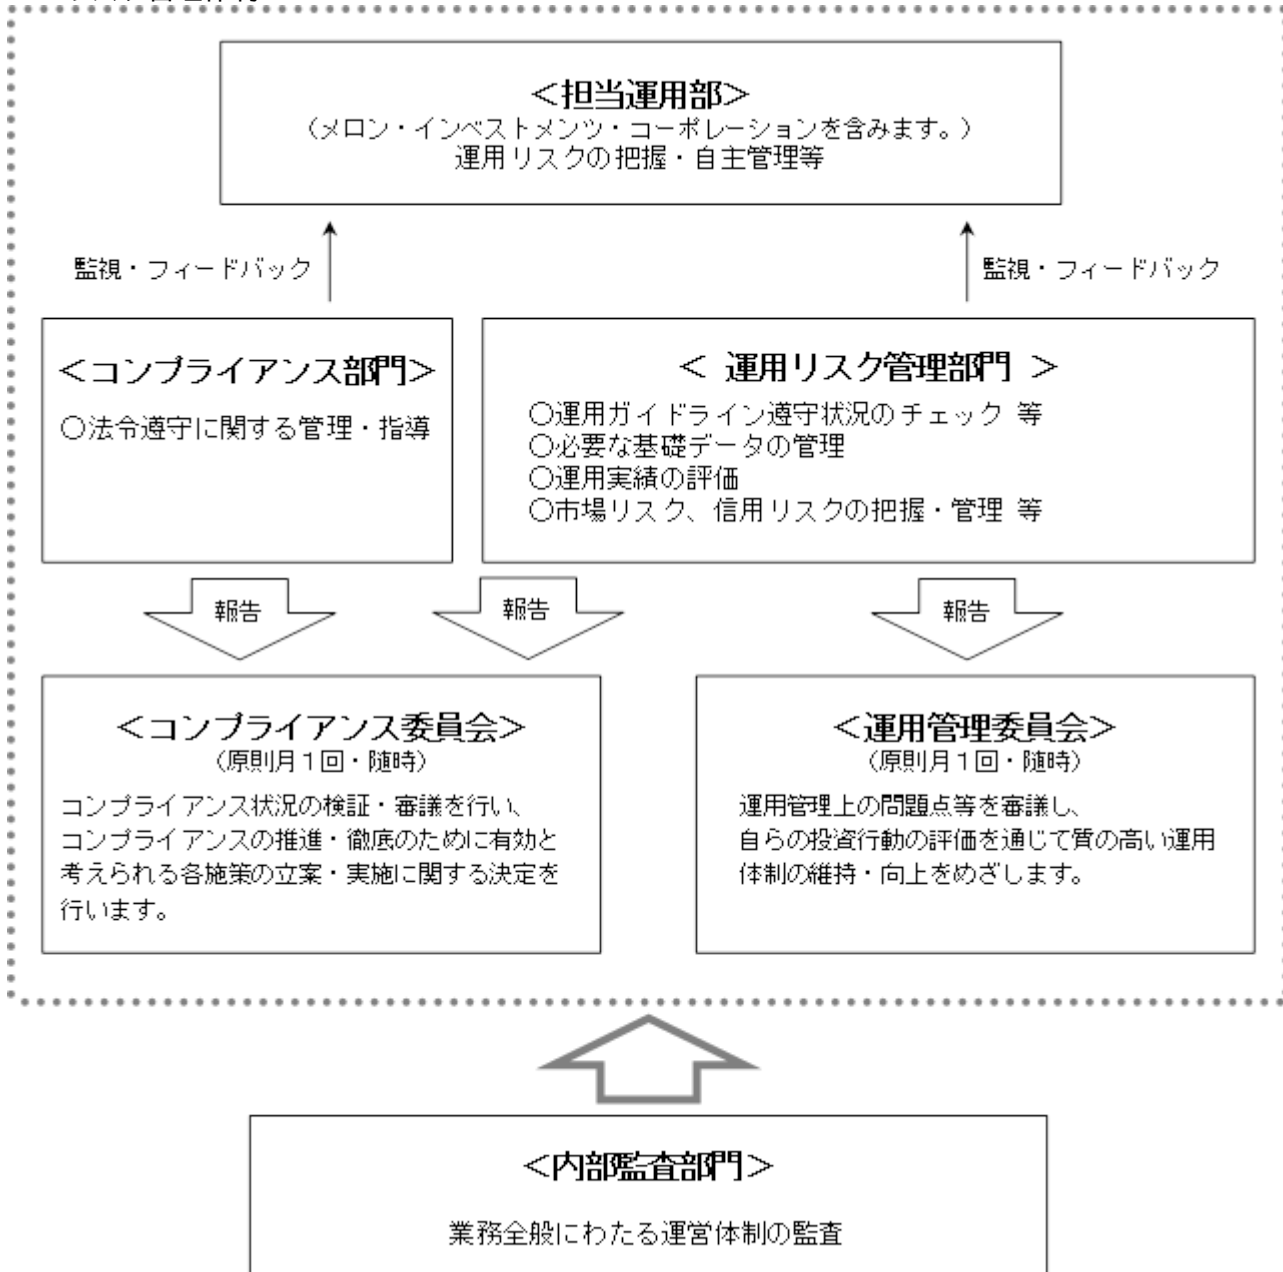 ＜担当運用部＞
（メロン・インベストメンツ・コーポレーションを含みます。）
運用リスクの把握・自主管理等
監視・フィードバック
監視・フィードバック
＜コンプライアンス部門＞
○法令遵守に関する管理・指導
＜ 運用リスク管理部門 ＞
○運用ガイドライン遵守状況のチェック 等
○必要な基礎データの管理
○運用実績の評価
○市場リスク、信用リスクの把握・管理 等
報告
報告
報告
＜コンプライアンス委員会＞
（原則月１回・随時）
コンプライアンス状況の検証・審議を行い、
コンプライアンスの推進・徹底のために有効と
考えられる各施策の立案・実施に関する決定を
行います。
＜運用管理委員会＞
（原則月１回・随時）
運用管理上の問題点等を審議し、
自らの投資行動の評価を通じて質の高い運用
体制の維持・向上をめざします。
＜内部監査部門＞
業務全般にわたる運営体制の監査